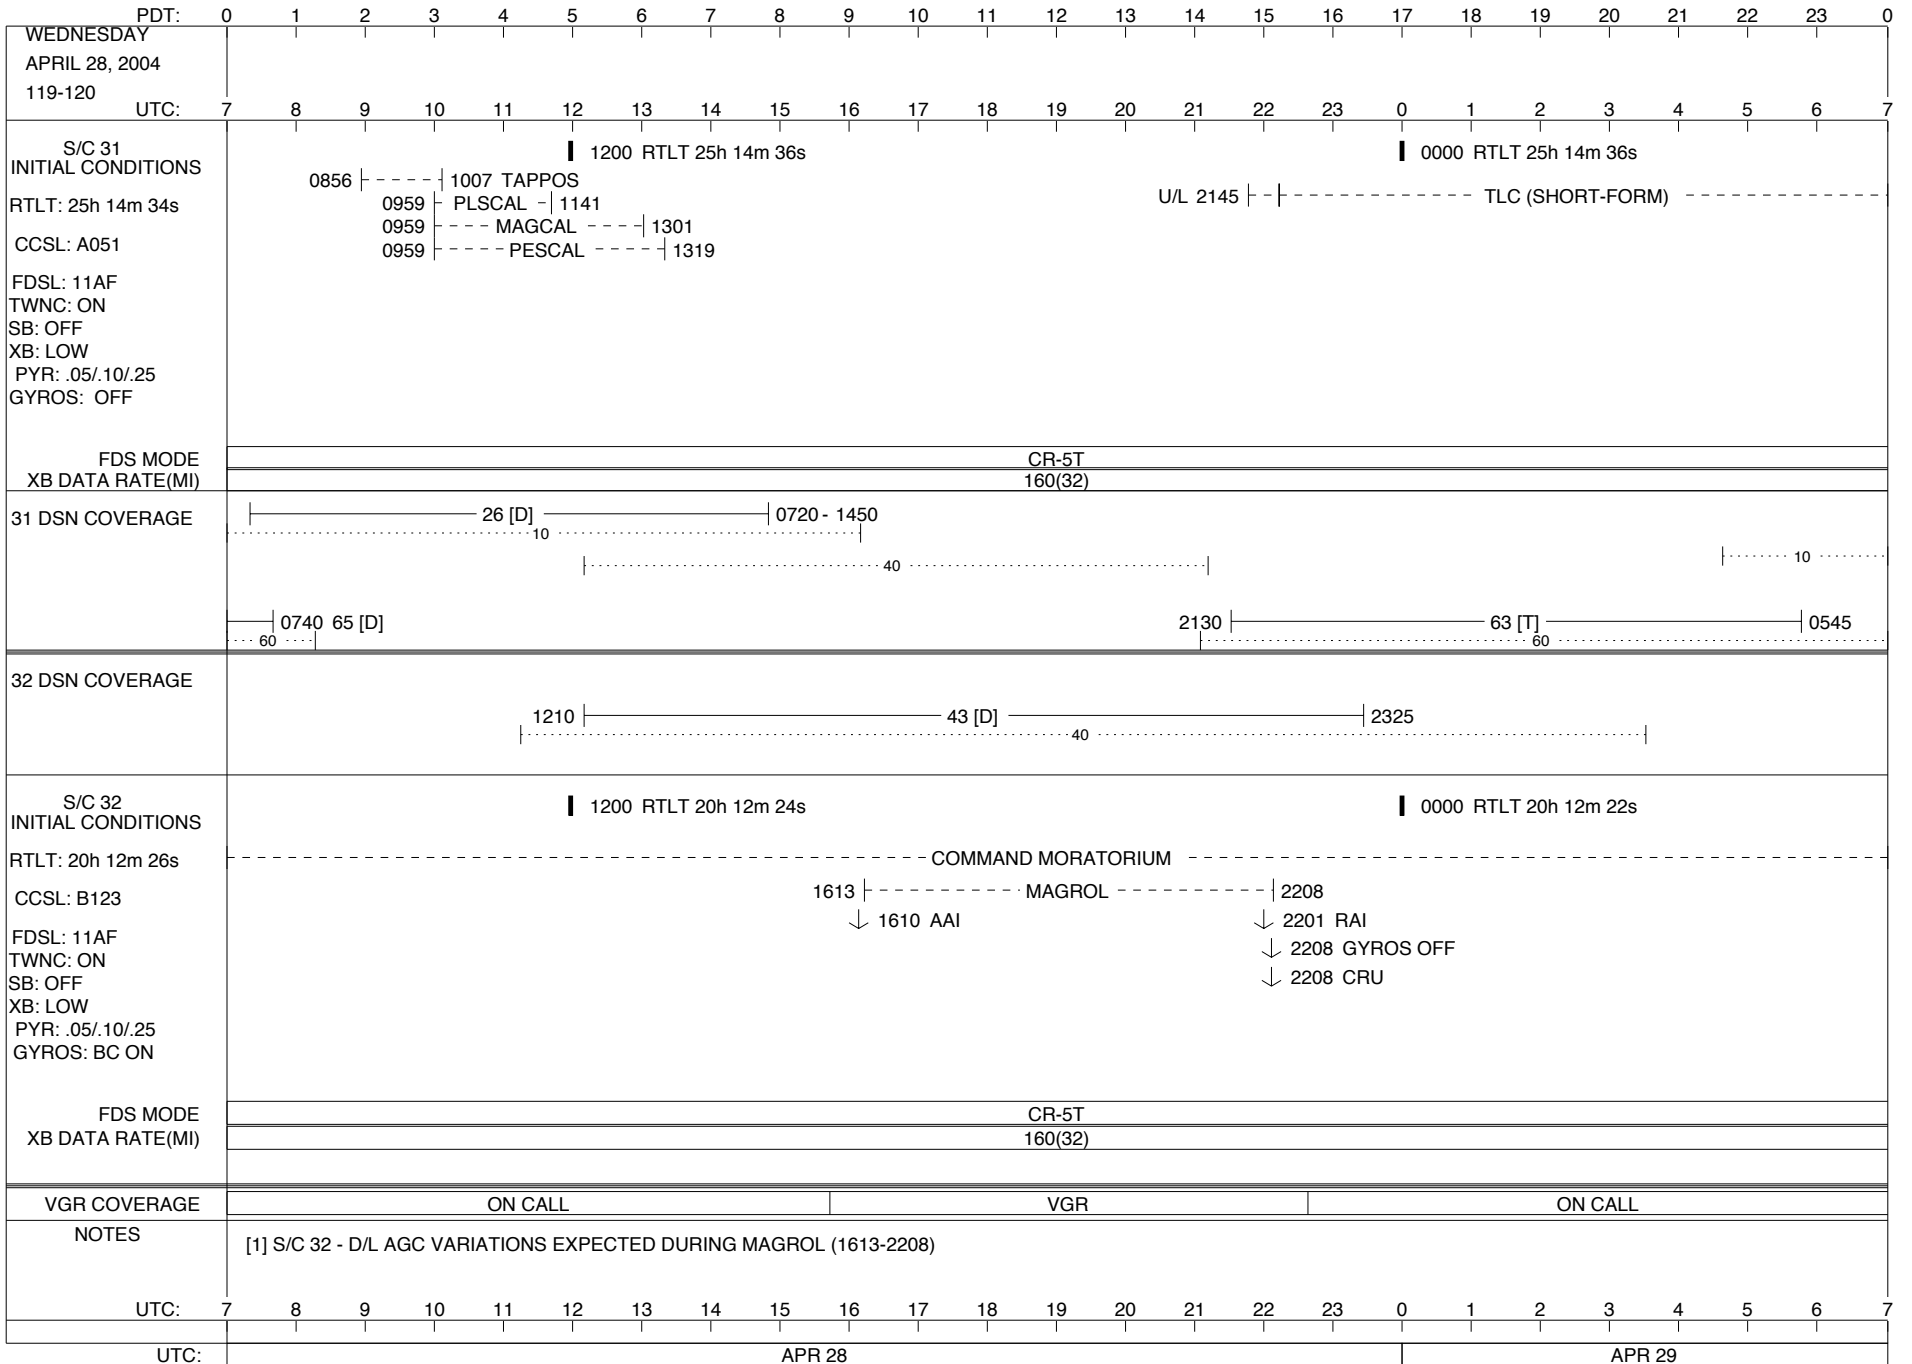 PDT: 0 1 2 3 4 5 6 7 8 9 10 11 12 13 14 15 16 17 18 19 20 21 22 23 0
WEDNESDAY
APRIL 28, 2004
119-120
UTC: 7 8 9 10 11 12 13 14 15 16 17 18 19 20 21 22 23 0 1 2 3 4 5 6 7
S/C 31
INITIAL CONDITIONS
1200 RTLT 25h 14m 36s
0000 RTLT 25h 14m 36s
0856 1007 TAPPOS
U/L 2145 TLC (SHORT-FORM)
RTLT: 25h 14m 34s
0959 PLSCAL 1141
0959 MAGCAL 1301
CCSL: A051
0959 PESCAL 1319
FDSL: 11AF
TWNC: ON
SB: OFF
XB: LOW
PYR: .05/.10/.25
GYROS: OFF
FDS MODE CR-5T
XB DATA RATE(MI) 160(32)
31 DSN COVERAGE
26 [D] 0720 - 1450
10
40
10
0740 65 [D]
2130 63 [T] 0545
60
60
32 DSN COVERAGE
1210 43 [D] 2325
40
S/C 32
INITIAL CONDITIONS
1200 RTLT 20h 12m 24s
0000 RTLT 20h 12m 22s
RTLT: 20h 12m 26s
COMMAND MORATORIUM
CCSL: B123
1613 MAGROL 2208
1610 AAI
2201 RAI
FDSL: 11AF
2208 GYROS OFF
TWNC: ON
2208 CRU
SB: OFF
XB: LOW
PYR: .05/.10/.25
GYROS: BC ON
FDS MODE CR-5T
XB DATA RATE(MI) 160(32)
VGR COVERAGE ON CALL VGR ON CALL
NOTES
[1] S/C 32 - D/L AGC VARIATIONS EXPECTED DURING MAGROL (1613-2208)
UTC: 7 8 9 10 11 12 13 14 15 16 17 18 19 20 21 22 23 0 1 2 3 4 5 6 7
UTC: APR 28 APR 29